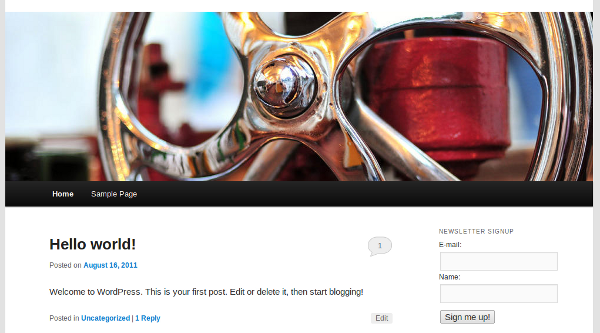 Home Sample Page
Hello world!
1
Posted on August 16, 2011
Welcome to WordPress. This is your first post. Edit or delete it, then start blogging!
Posted in Uncategorized | 1 Reply
Edit
NEWSLETTER SIGNUP
E-mail:
Name:
Sign me up!